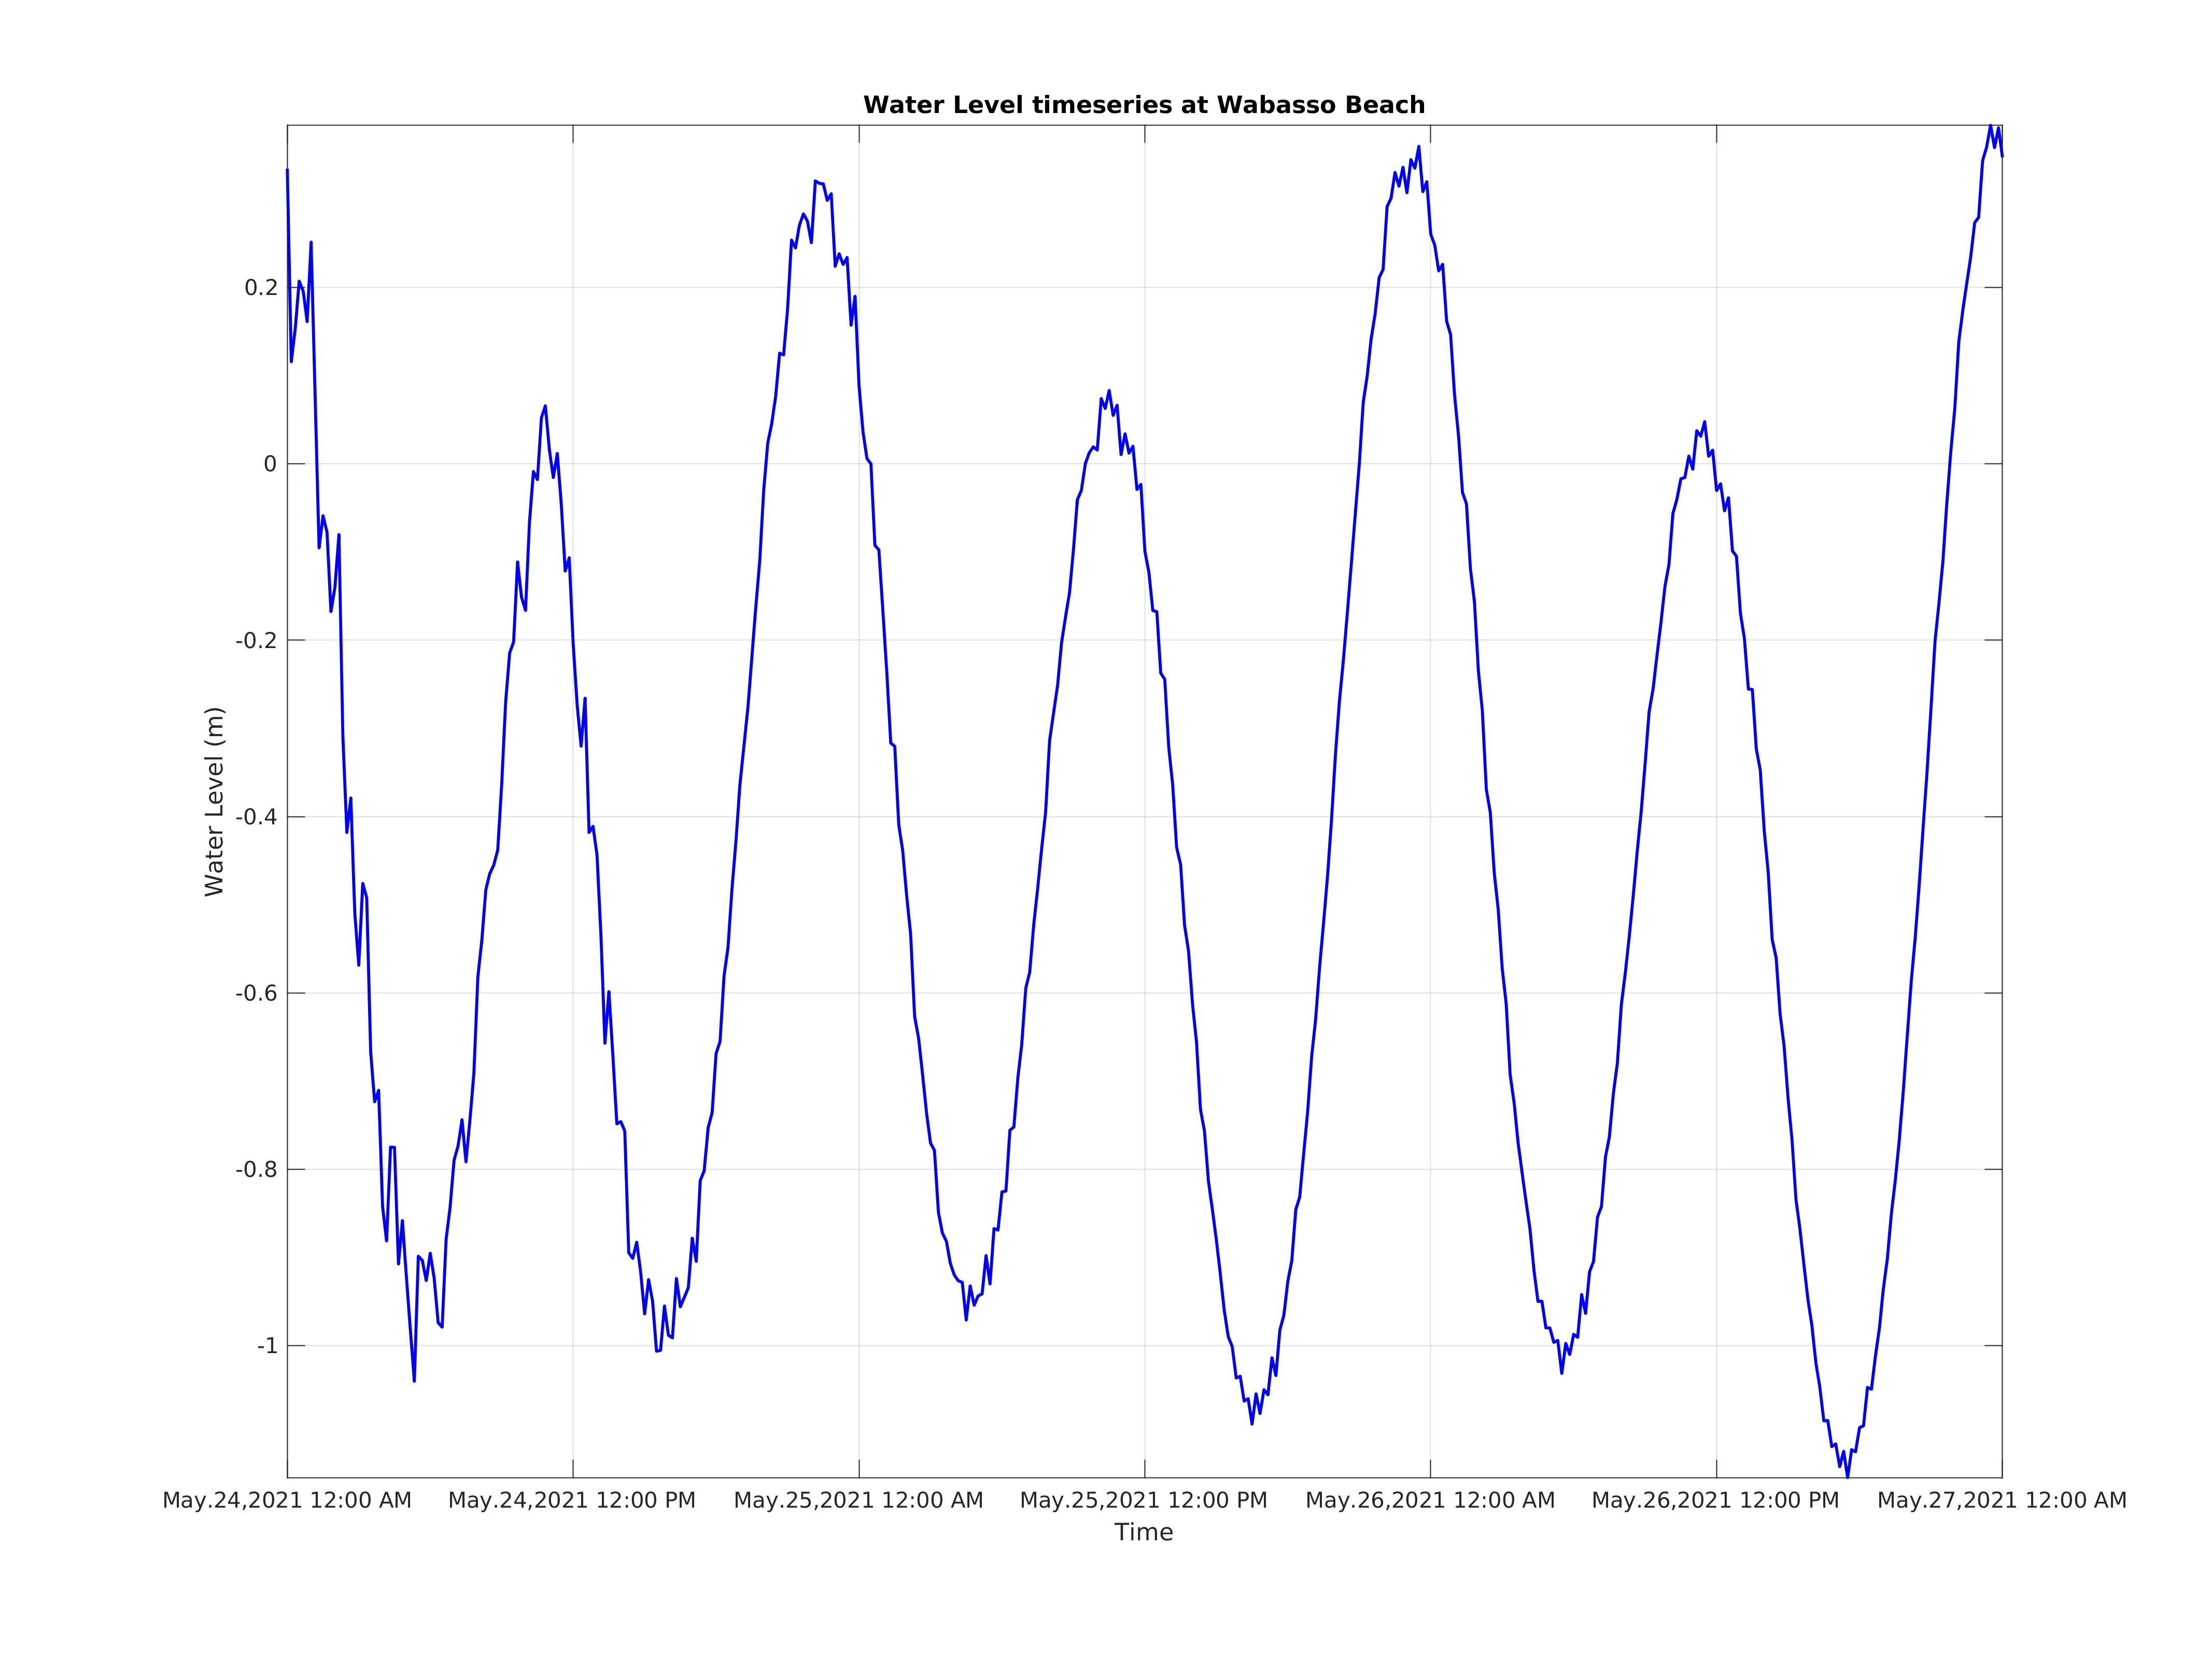 Water Level timeseries at Wabasso Beach
0.2
0
-0.2
-0.4
-0.6
-0.8
-1
Water Level (m)
May.24,2021 12:00 AM May.24,2021 12:00 PM May.25,2021 12:00 AM May.25,2021 12:00 PM May.26,2021 12:00 AM May.26,2021 12:00 PM May.27,2021 12:00 AM
Time